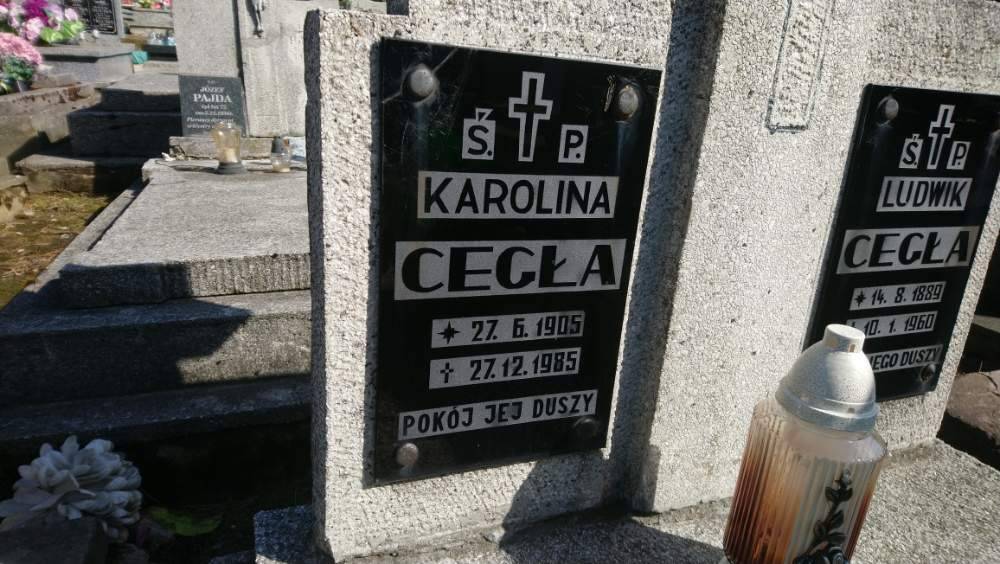 Ś. P.
KAROLINA
CEGŁA
27. 6. 1905
27. 12. 1985
POKÓJ JEJ DUSZY
Ś. P.
LUDWIK
CEGŁA
14. 8. 1889
10. 1. 1960
JEGO DUSZY
JÓZEF
PAJDA